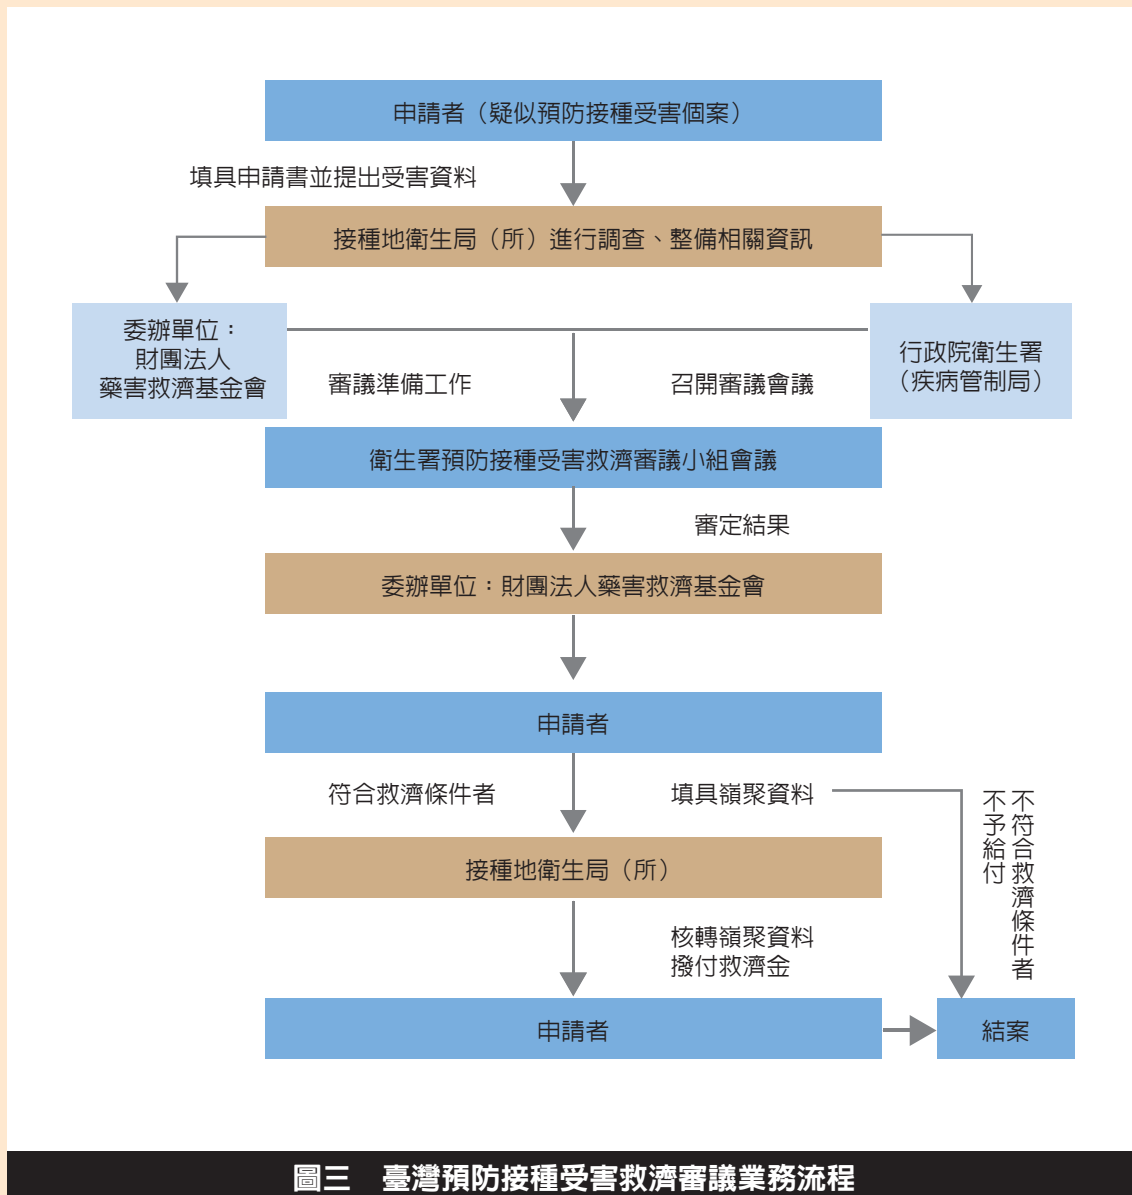 申請者（疑似預防接種受害個案）
填具申請書並提出受害資料
接種地衛生局（所）進行調查、整備相關資訊
委辦單位：
財團法人
藥害救濟基金會
行政院衛生署
（疾病管制局）
審議準備工作
召開審議會議
衛生署預防接種受害救濟審議小組會議
審定結果
委辦單位：財團法人藥害救濟基金會
申請者
符合救濟條件者
填具嶺聚資料
不符合救濟條件者
不予給付
接種地衛生局（所）
核轉嶺聚資料
撥付救濟金
申請者
結案
圖三　臺灣預防接種受害救濟審議業務流程